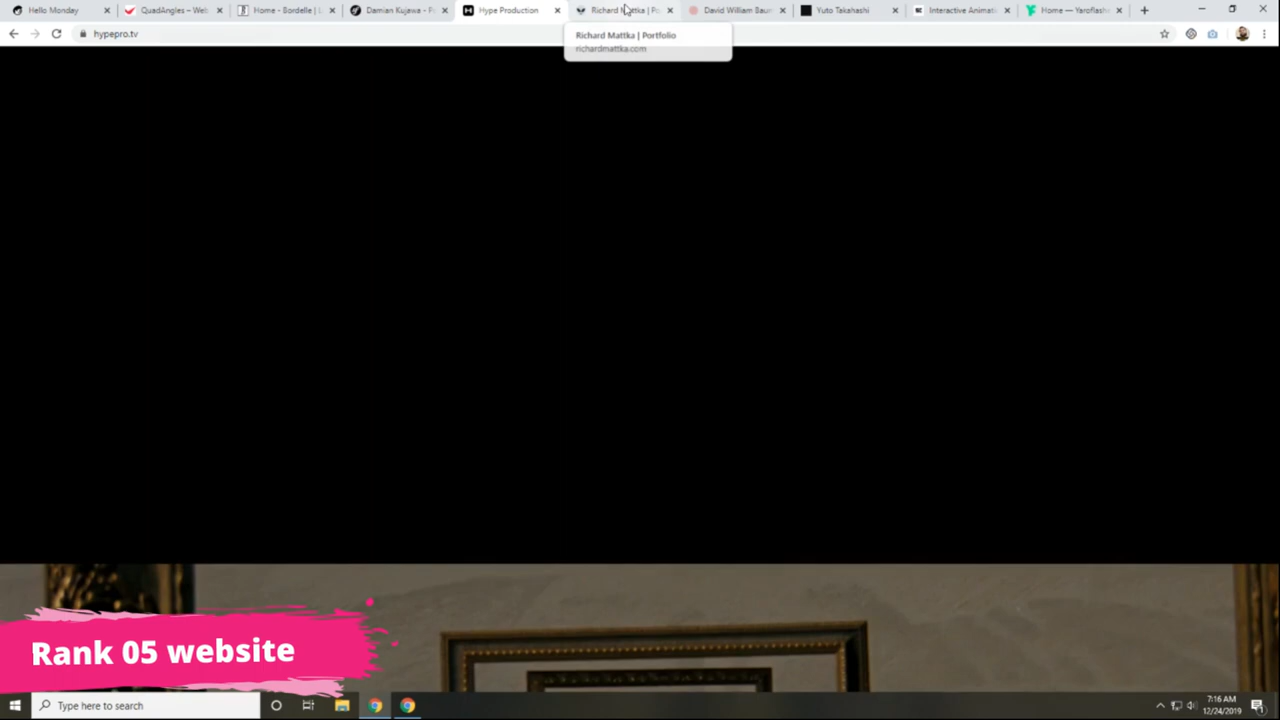 Hello Monday
QuadAngles – Wel
Home - Bordelle | L
Damian Kujawa - P
Hype Production
Richard Mattka | Po
David William Baum
Yuto Takahashi
Interactive Animati
Home — Yaroflashe
hypepro.tv
Richard Mattka | Portfolio
richardmattka.com
Rank 05 website
Type here to search
7:16 AM
12/24/2019